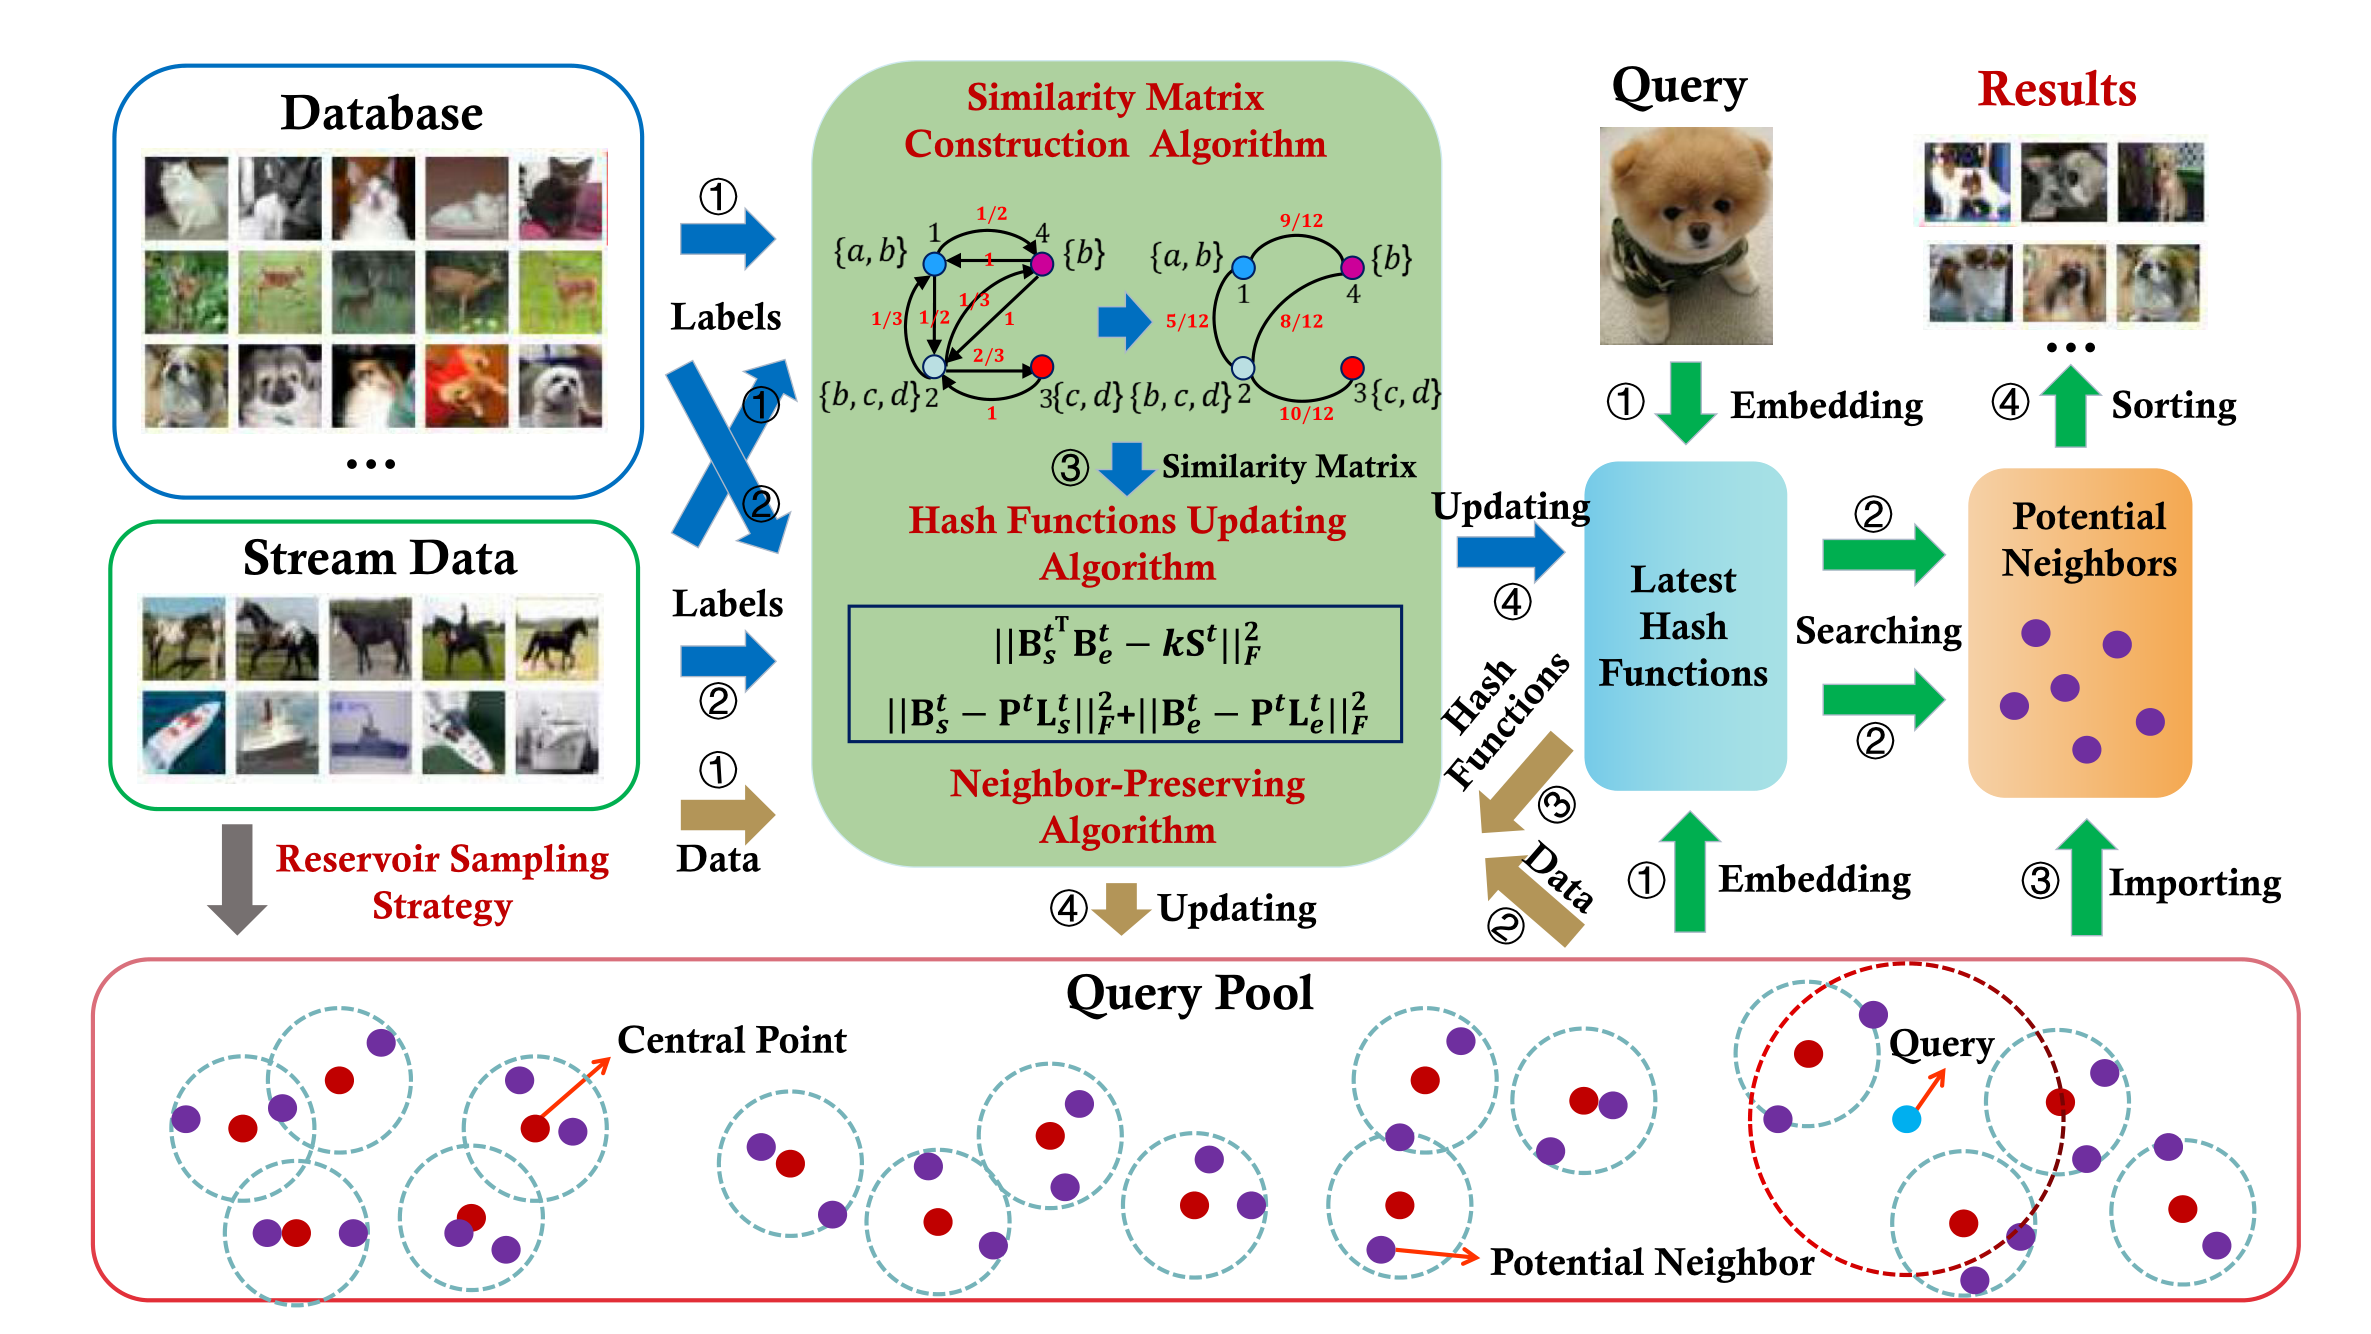 Database
...
Stream Data
Reservoir Sampling
Strategy
①
Labels
①
②
Labels
②
①
Data
Similarity Matrix
Construction Algorithm
1/2
1
4
{a, b}
{b}
1
1/3
1/2
1/3
1
2/3
{b, c, d}
2
3
{c, d}
1
9/12
{a, b}
{b}
1
4
5/12
8/12
{b, c, d}
2
3
{c, d}
10/12
③
Similarity Matrix
Hash Functions Updating
Algorithm
||B_s^{t^T} B_e^t − kS^t||_F^2
||B_s^t − P^t L_s^t||_F^2+||B_e^t − P^t L_e^t||_F^2
Neighbor-Preserving
Algorithm
④
Updating
Updating
④
Hash
Functions
③
Data
②
Query
①
Embedding
Latest
Hash
Functions
①
Embedding
②
Searching
②
Results
...
④
Sorting
Potential
Neighbors
③
Importing
Query Pool
Central Point
Query
Potential Neighbor